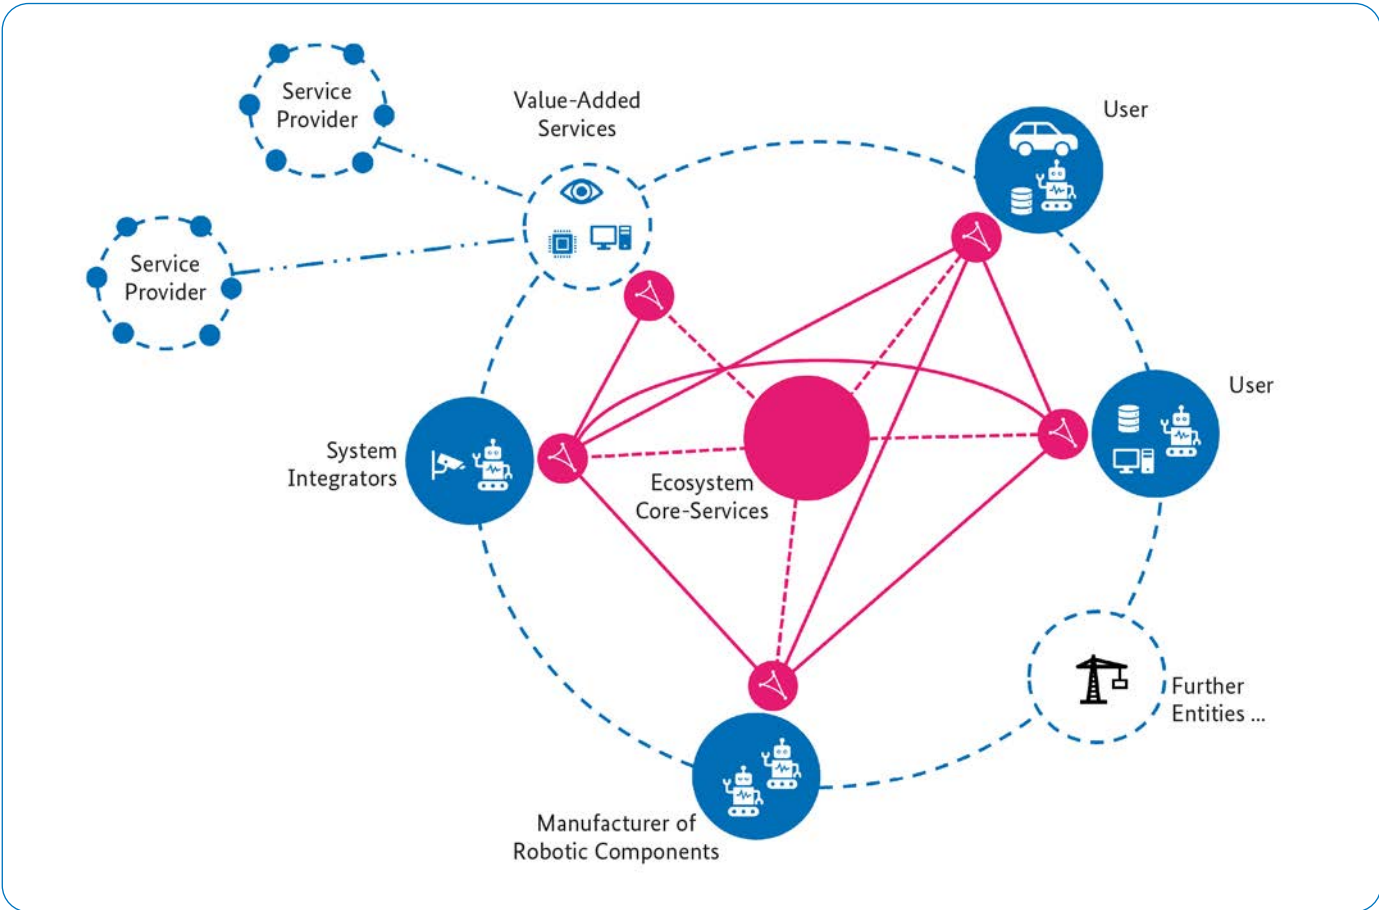 Service
Provider
Value-Added
Services
User
Service
Provider
User
System
Integrators
Ecosystem
Core-Services
Further
Entities ...
Manufacturer of
Robotic Components